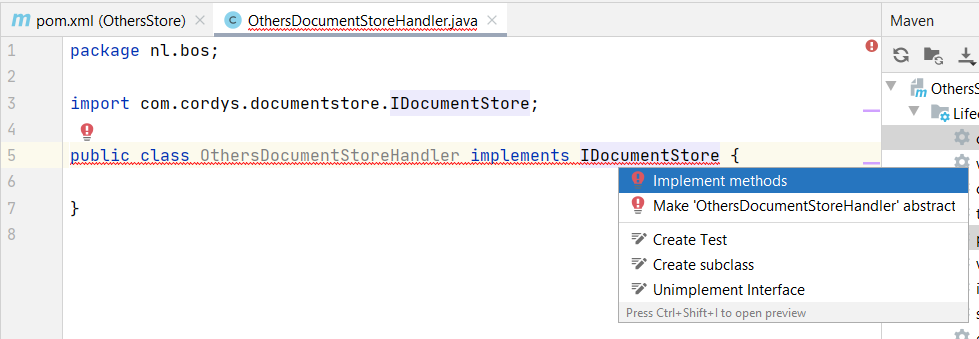 pom.xml (OthersStore)
OthersDocumentStoreHandler.java
Maven
1 package nl.bos;
2
3 import com.cordys.documentstore.IDocumentStore;
4
5 public class OthersDocumentStoreHandler implements IDocumentStore {
6
7 }
8
Implement methods
Make 'OthersDocumentStoreHandler' abstract
Create Test
Create subclass
Unimplement Interface
Press Ctrl+Shift+I to open preview